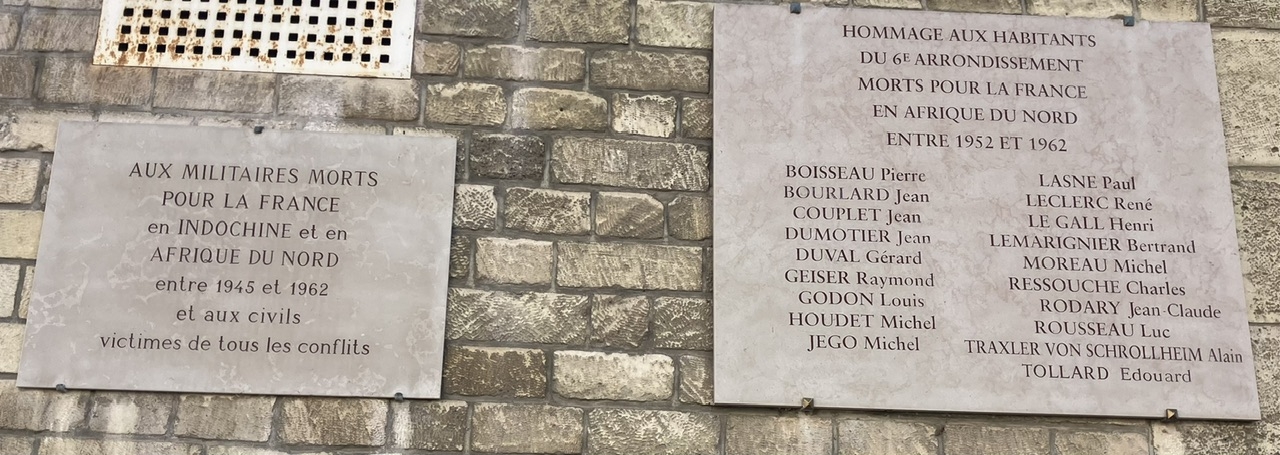 AUX MILITAIRES MORTS
POUR LA FRANCE
en INDOCHINE et en
AFRIQUE DU NORD
entre 1945 et 1962
et aux civils
victimes de tous les conflits
HOMMAGE AUX HABITANTS
DU 6E ARRONDISSEMENT
MORTS POUR LA FRANCE
EN AFRIQUE DU NORD
ENTRE 1952 ET 1962
BOISSEAU Pierre
BOURLARD Jean
COUPLET Jean
DUMOTIER Jean
DUVAL Gérard
GEISER Raymond
GODON Louis
HOUDET Michel
JEGO Michel
LASNE Paul
LECLERC René
LE GALL Henri
LEMARIGNIER Bertrand
MOREAU Michel
RESSOUCHE Charles
RODARY Jean-Claude
ROUSSEAU Luc
TRAXLER VON SCHROLLHEIM Alain
TOLLARD Edouard